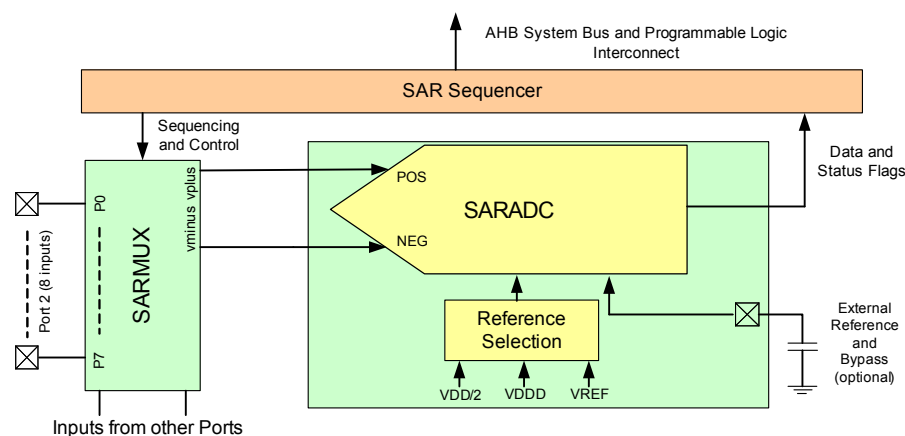 AHB System Bus and Programmable Logic
Interconnect
SAR Sequencer
Sequencing
and Control
Data and
Status Flags
vminus vplus
P0
Port 2 (8 inputs)
P7
SARMUX
POS
NEG
SARADC
Reference
Selection
VDD/2
VDDD
VREF
External
Reference
and
Bypass
(optional)
Inputs from other Ports